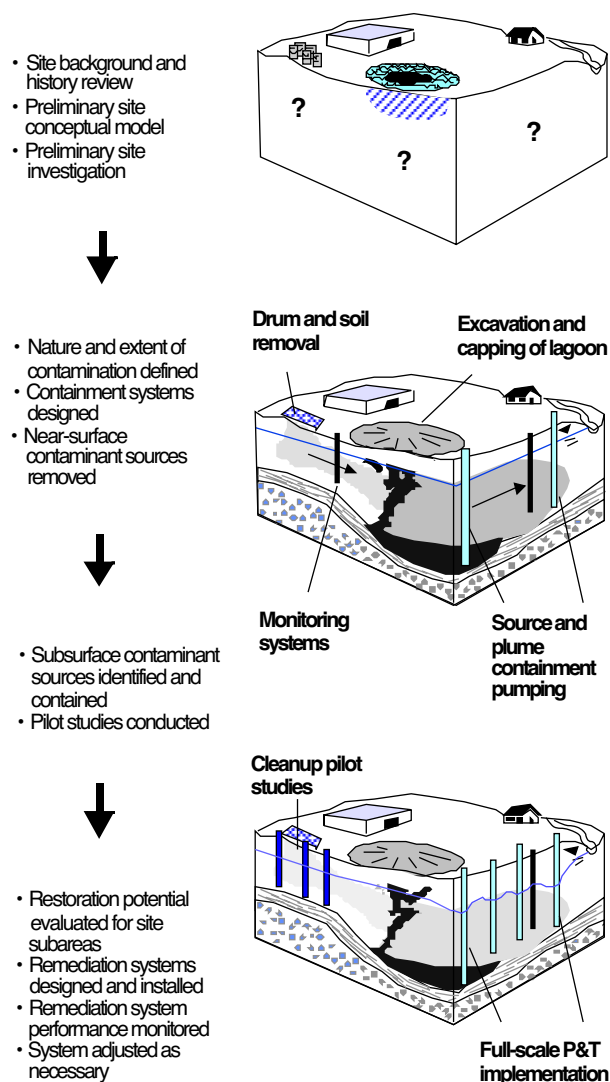 • Site background and
history review
• Preliminary site
conceptual model
• Preliminary site
investigation
?
?
?
Drum and soil
removal
Excavation and
capping of lagoon
• Nature and extent of
contamination defined
• Containment systems
designed
• Near-surface
contaminant sources
removed
Monitoring
systems
Source and
plume
containment
pumping
• Subsurface contaminant
sources identified and
contained
• Pilot studies conducted
Cleanup pilot
studies
• Restoration potential
evaluated for site
subareas
• Remediation systems
designed and installed
• Remediation system
performance monitored
• System adjusted as
necessary
Full-scale P&T
implementation